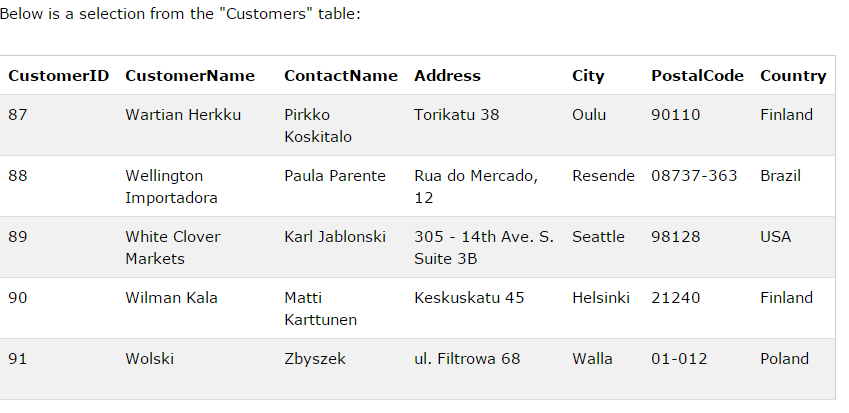 Below is a selection from the "Customers" table:
CustomerID CustomerName ContactName Address City PostalCode Country
87 Wartian Herkku Pirkko Koskitalo Torikatu 38 Oulu 90110 Finland
88 Wellington Importadora Paula Parente Rua do Mercado, 12 Resende 08737-363 Brazil
89 White Clover Markets Karl Jablonski 305 - 14th Ave. S. Suite 3B Seattle 98128 USA
90 Wilman Kala Matti Karttunen Keskuskatu 45 Helsinki 21240 Finland
91 Wolski Zbyszek ul. Filtrowa 68 Walla 01-012 Poland